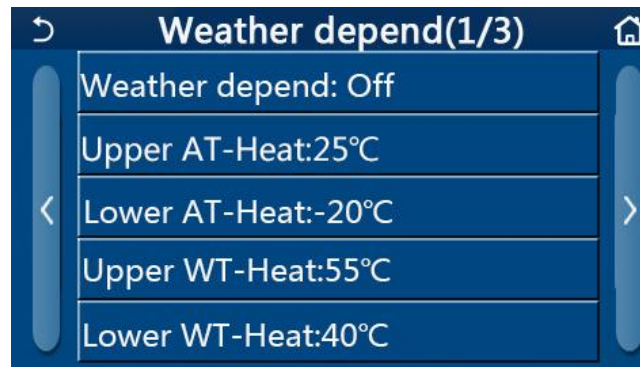 Weather depend(1/3)
Weather depend: Off
Upper AT-Heat:25℃
Lower AT-Heat:-20℃
Upper WT-Heat:55℃
Lower WT-Heat:40℃